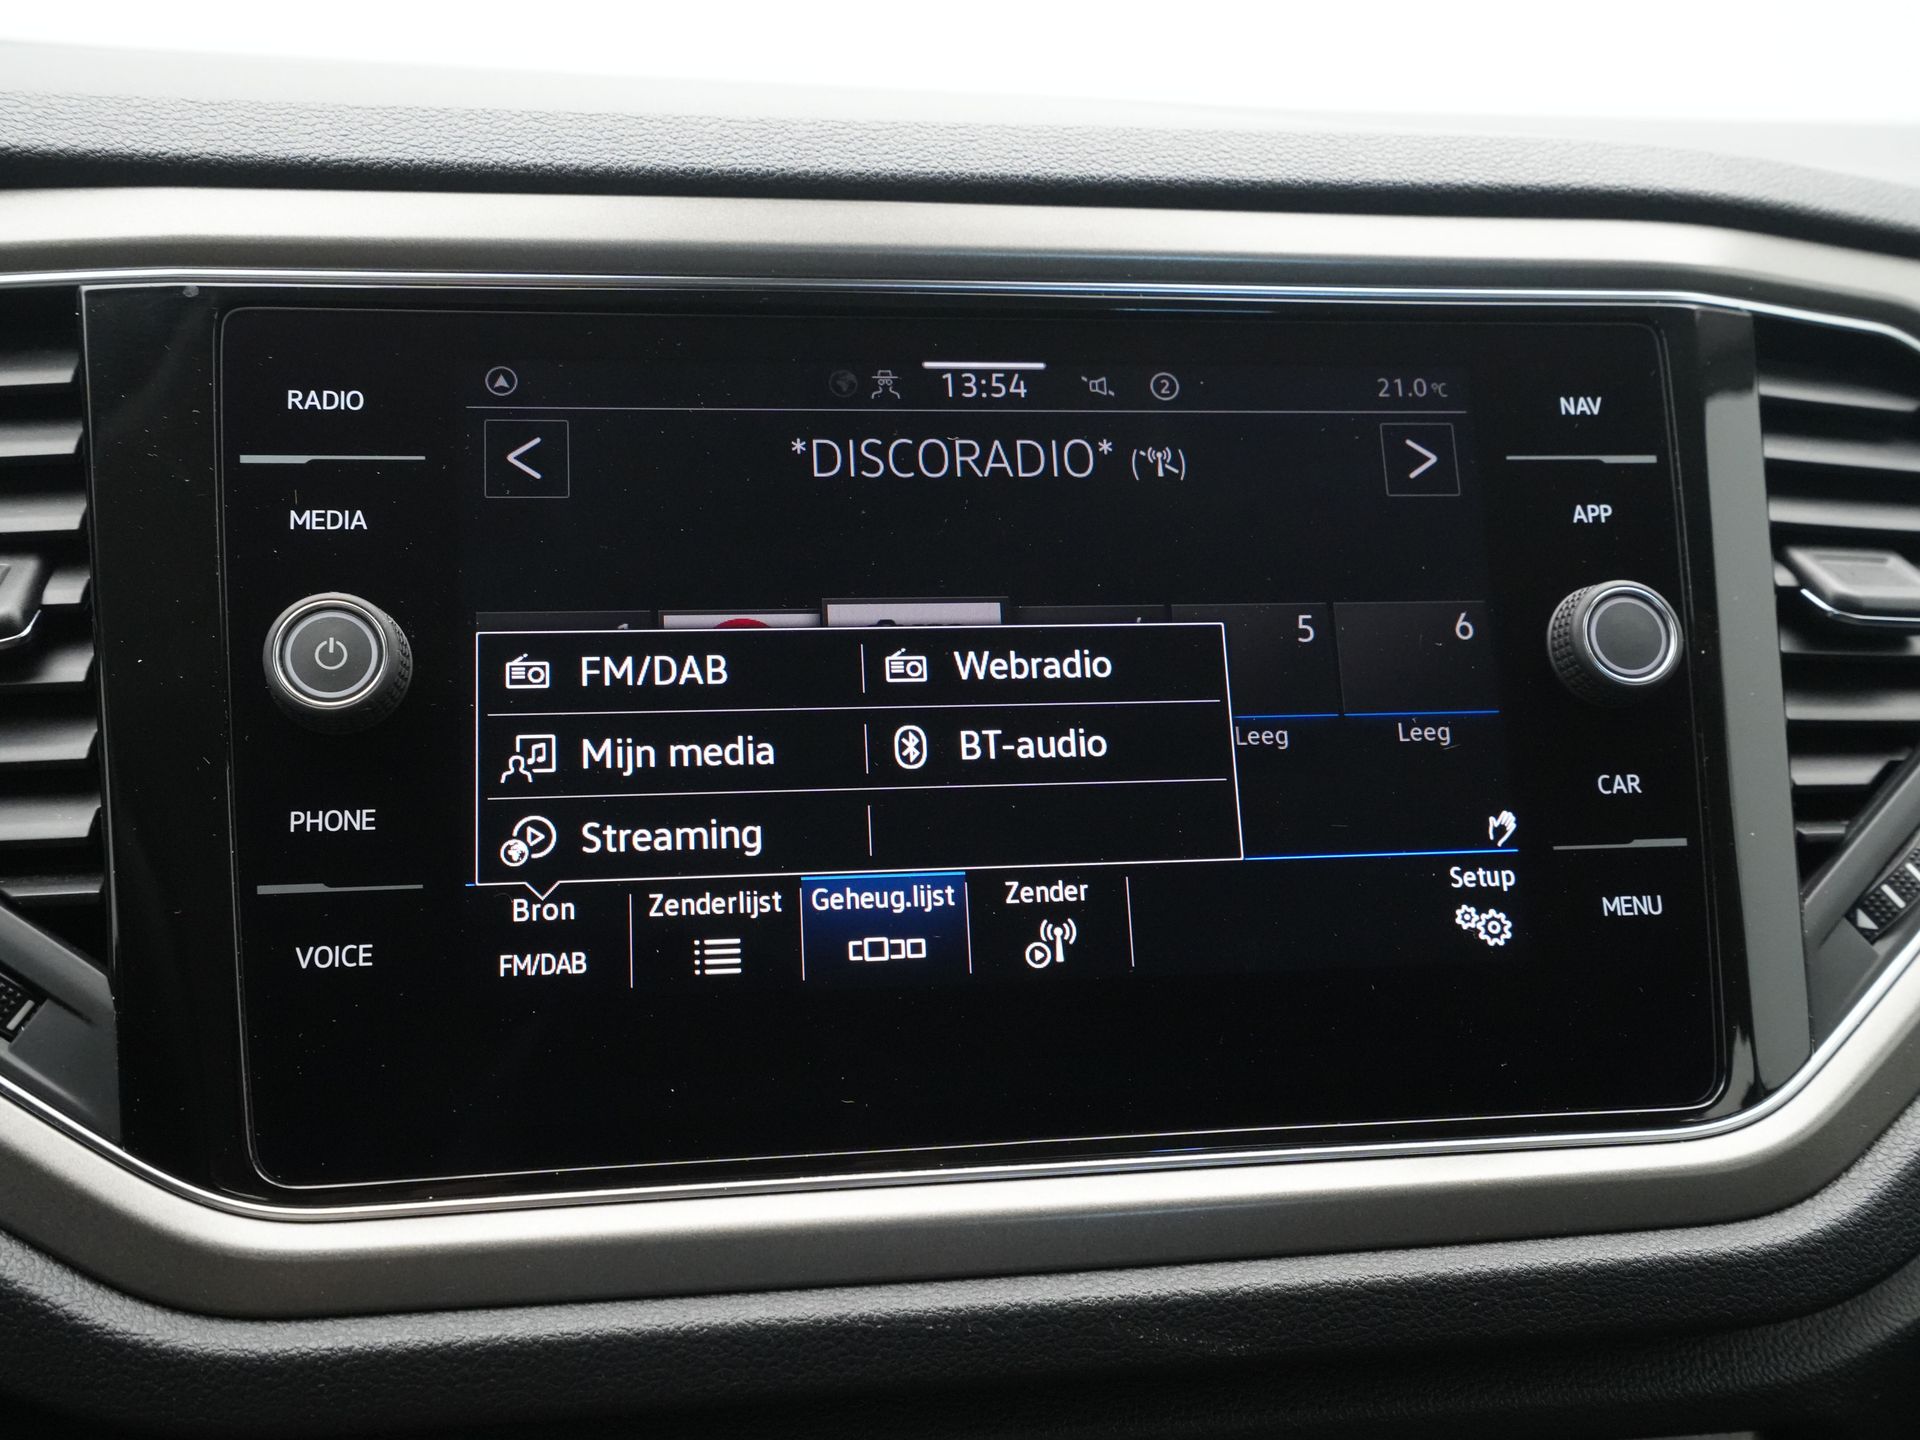 RADIO
MEDIA
PHONE
VOICE
13:54
2
21.0 °C
< *DISCORADIO* >
5
6
FM/DAB
Webradio
Mijn media
BT-audio
Streaming
Leeg
Leeg
Bron
FM/DAB
Zenderlijst
Geheug.lijst
Zender
Setup
NAV
APP
CAR
MENU